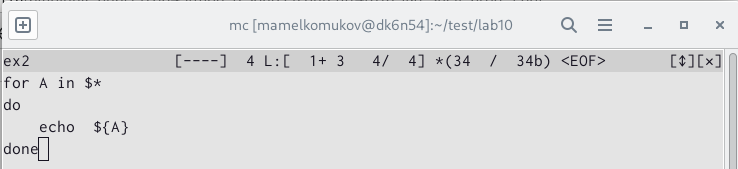 mc [mamelkomukov@dk6n54]:~/test/lab10
ex2 [----] 4 L:[ 1+ 3 4/ 4] *(34 / 34b) <EOF> [↕][×]
for A in $*
do
    echo  ${A}
done